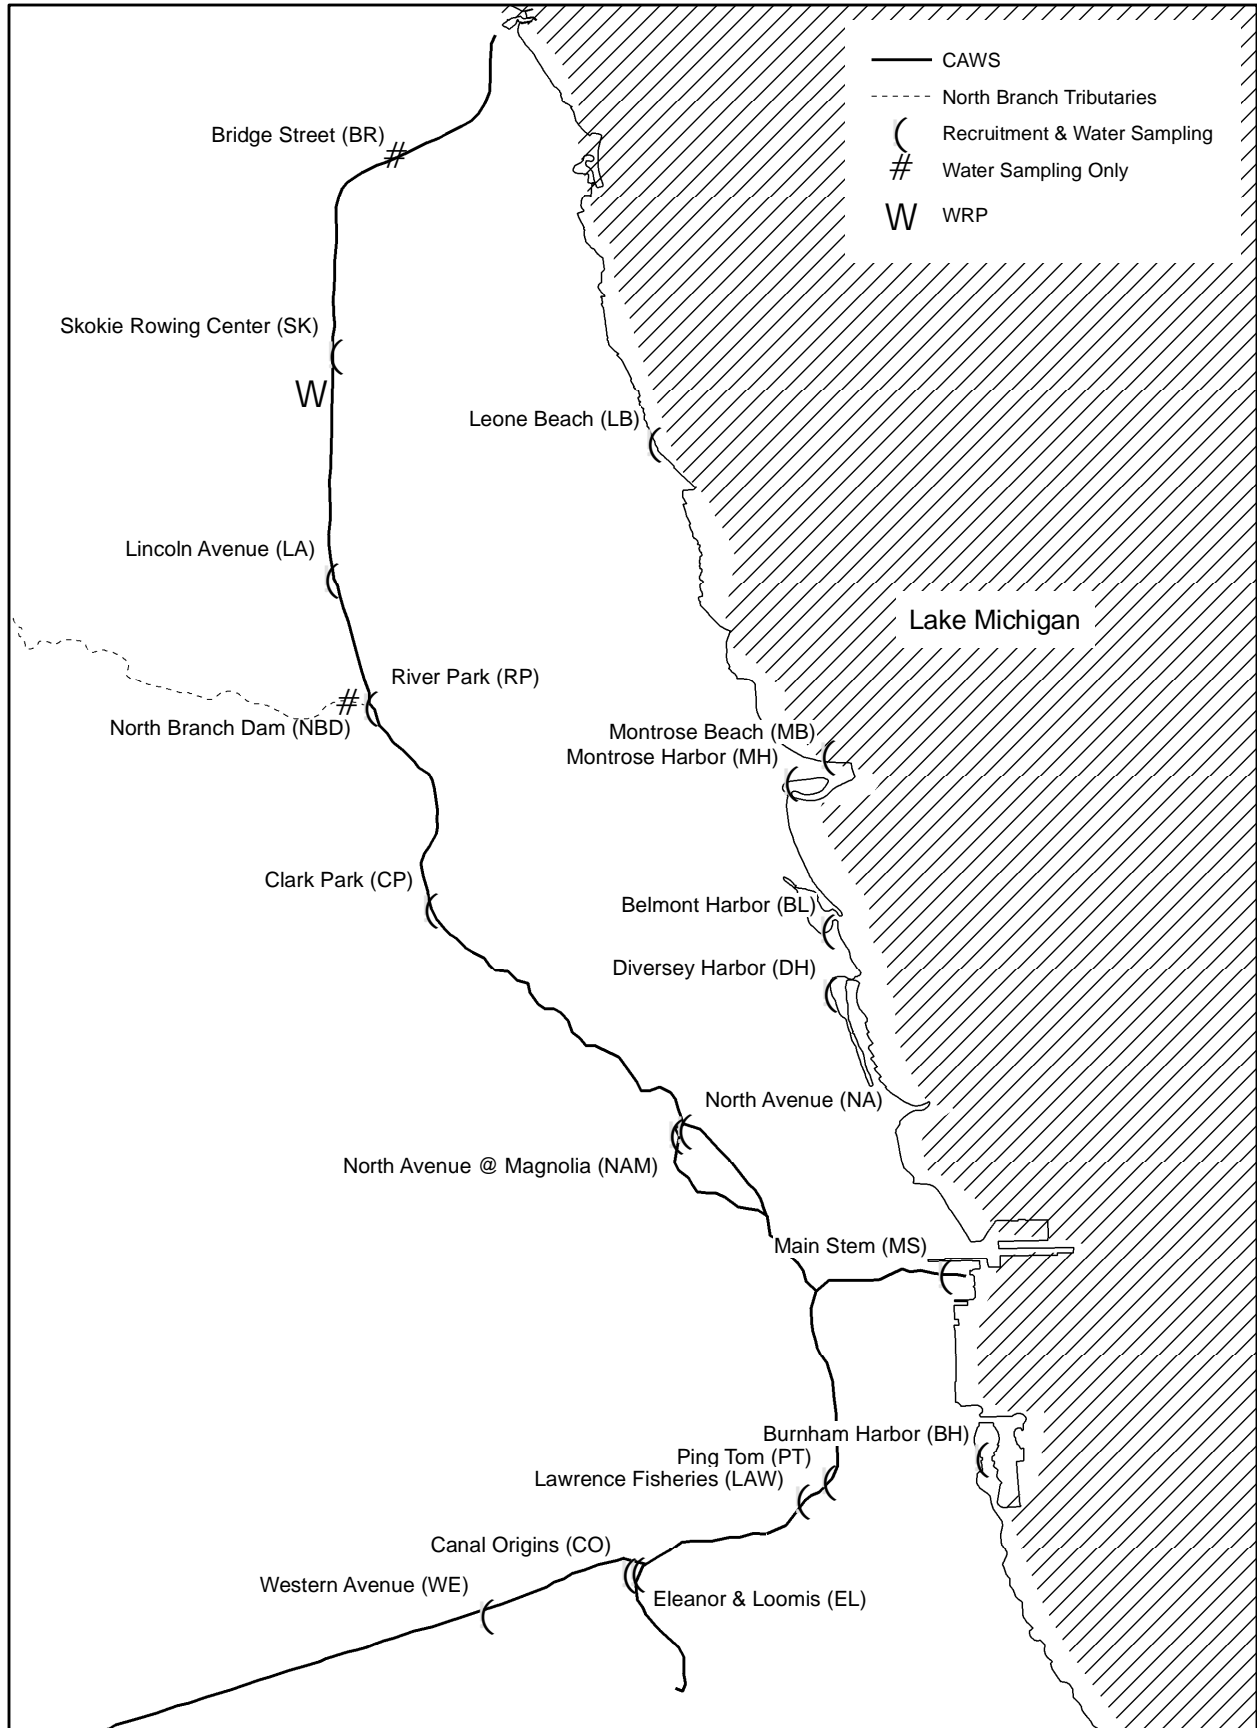 CAWS
North Branch Tributaries
( Recruitment & Water Sampling
# Water Sampling Only
W WRP
Bridge Street (BR)
#
Skokie Rowing Center (SK)
(
W
Leone Beach (LB)
(
Lincoln Avenue (LA)
(
Lake Michigan
River Park (RP)
# (
North Branch Dam (NBD)
Montrose Beach (MB)
(
Montrose Harbor (MH)
(
Clark Park (CP)
(
Belmont Harbor (BL)
(
Diversey Harbor (DH)
(
North Avenue (NA)
( (
North Avenue @ Magnolia (NAM)
Main Stem (MS)
(
Burnham Harbor (BH)
(
Ping Tom (PT)
(
Lawrence Fisheries (LAW)
(
Canal Origins (CO)
( (
Western Avenue (WE)
(
Eleanor & Loomis (EL)